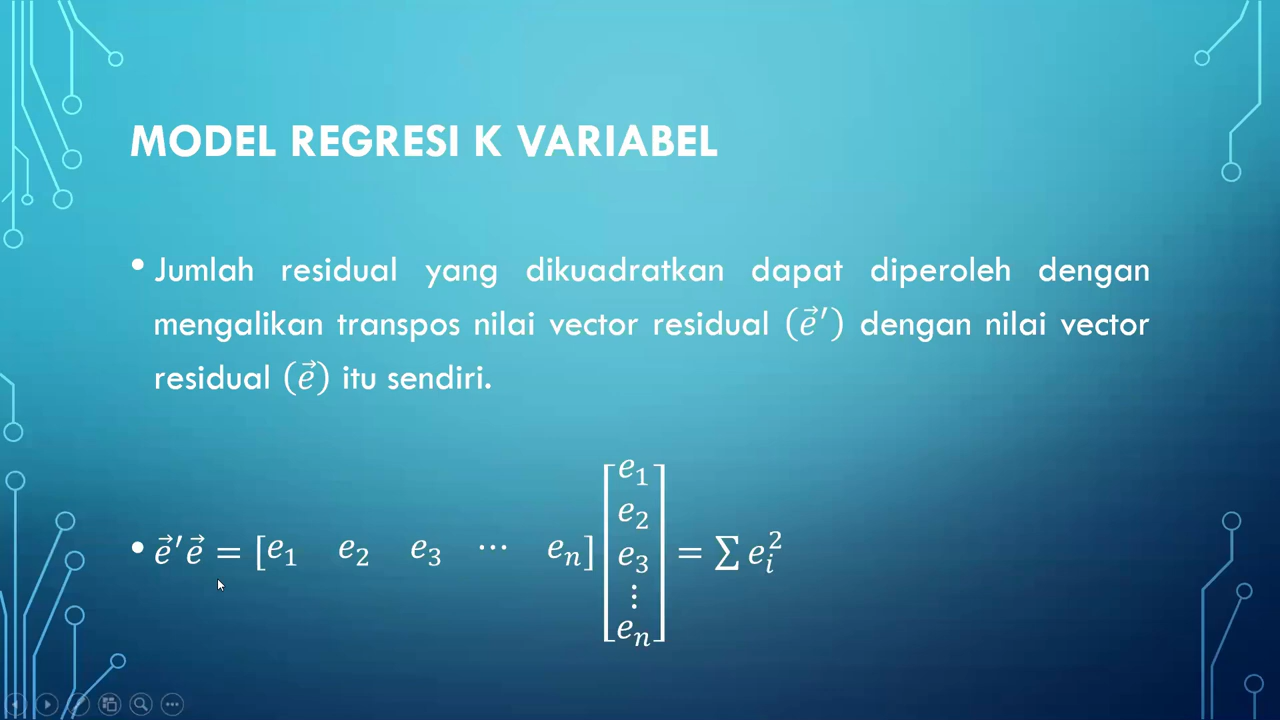 MODEL REGRESI K VARIABEL
• Jumlah residual yang dikuadratkan dapat diperoleh dengan
mengalikan transpos nilai vector residual (e⃗′) dengan nilai vector
residual (e⃗) itu sendiri.
• e⃗′e⃗ = [e₁ e₂ e₃ ⋯ eₙ] [e₁ e₂ e₃ ⋮ eₙ] = ∑ eᵢ²